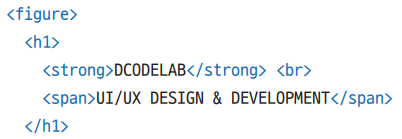 <figure>
<h1>
<strong>DCODELAB</strong> <br>
<span>UI/UX DESIGN & DEVELOPMENT</span>
</h1>